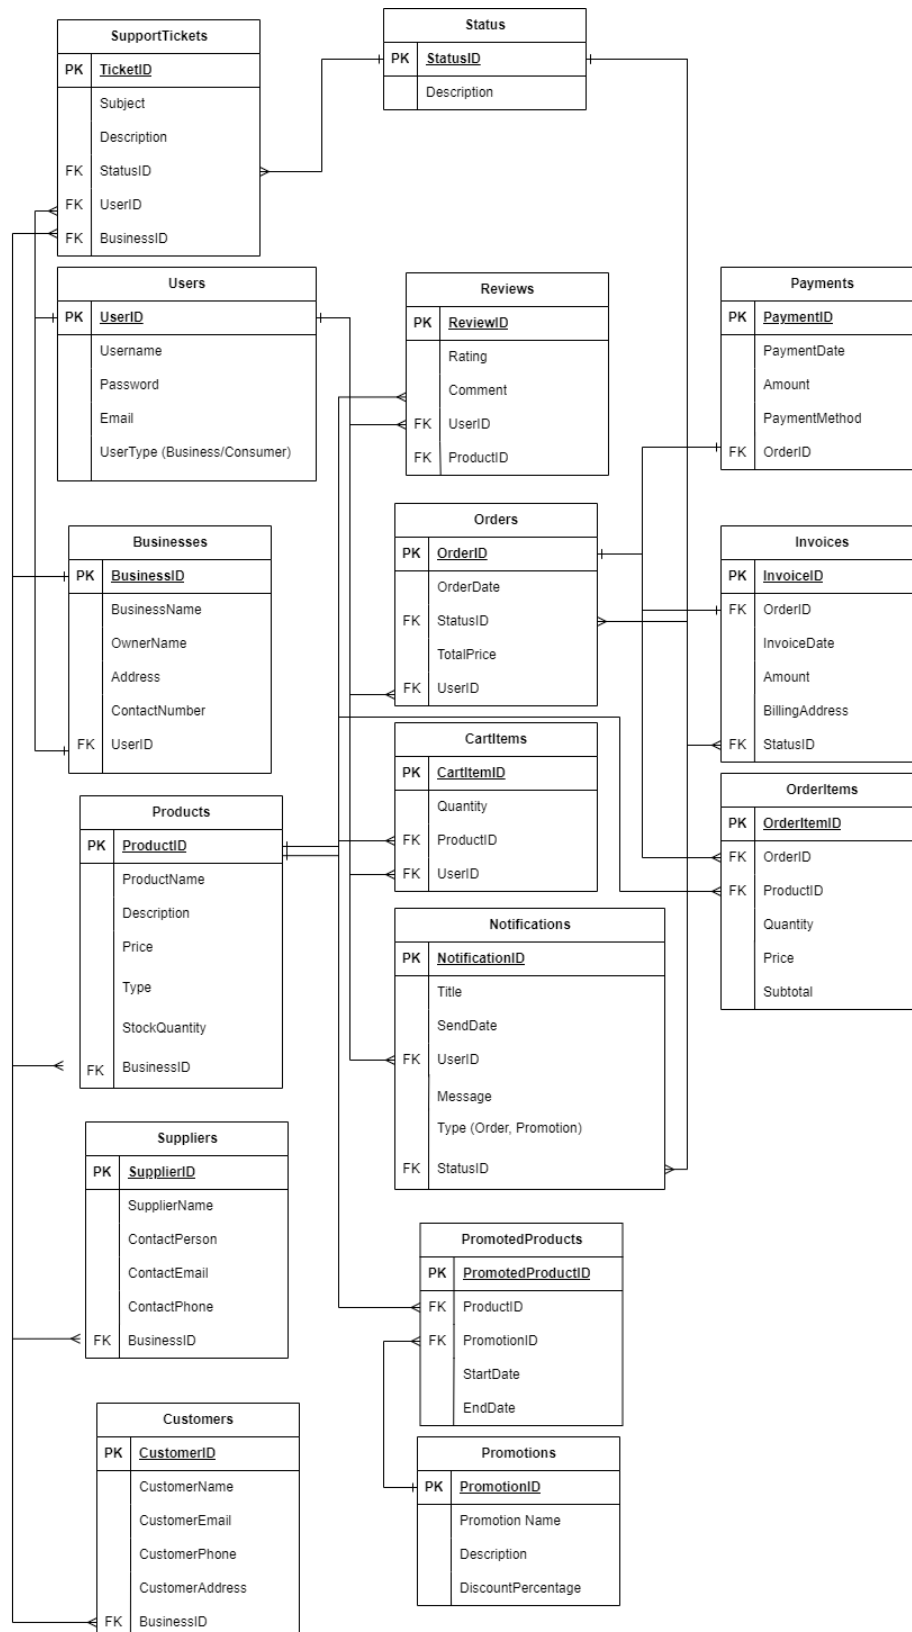 SupportTickets
PK TicketID
Subject
Description
FK StatusID
FK UserID
FK BusinessID
Status
PK StatusID
Description
Users
PK UserID
Username
Password
Email
UserType (Business/Consumer)
Reviews
PK ReviewID
Rating
Comment
FK UserID
FK ProductID
Payments
PK PaymentID
PaymentDate
Amount
PaymentMethod
FK OrderID
Businesses
PK BusinessID
BusinessName
OwnerName
Address
ContactNumber
FK UserID
Orders
PK OrderID
OrderDate
FK StatusID
TotalPrice
FK UserID
Invoices
PK InvoiceID
FK OrderID
InvoiceDate
Amount
BillingAddress
FK StatusID
Products
PK ProductID
ProductName
Description
Price
Type
StockQuantity
FK BusinessID
CartItems
PK CartItemID
Quantity
FK ProductID
FK UserID
OrderItems
PK OrderItemID
FK OrderID
FK ProductID
Quantity
Price
Subtotal
Notifications
PK NotificationID
Title
SendDate
FK UserID
Message
Type (Order, Promotion)
FK StatusID
Suppliers
PK SupplierID
SupplierName
ContactPerson
ContactEmail
ContactPhone
FK BusinessID
PromotedProducts
PK PromotedProductID
FK ProductID
FK PromotionID
StartDate
EndDate
Customers
PK CustomerID
CustomerName
CustomerEmail
CustomerPhone
CustomerAddress
FK BusinessID
Promotions
PK PromotionID
Promotion Name
Description
DiscountPercentage